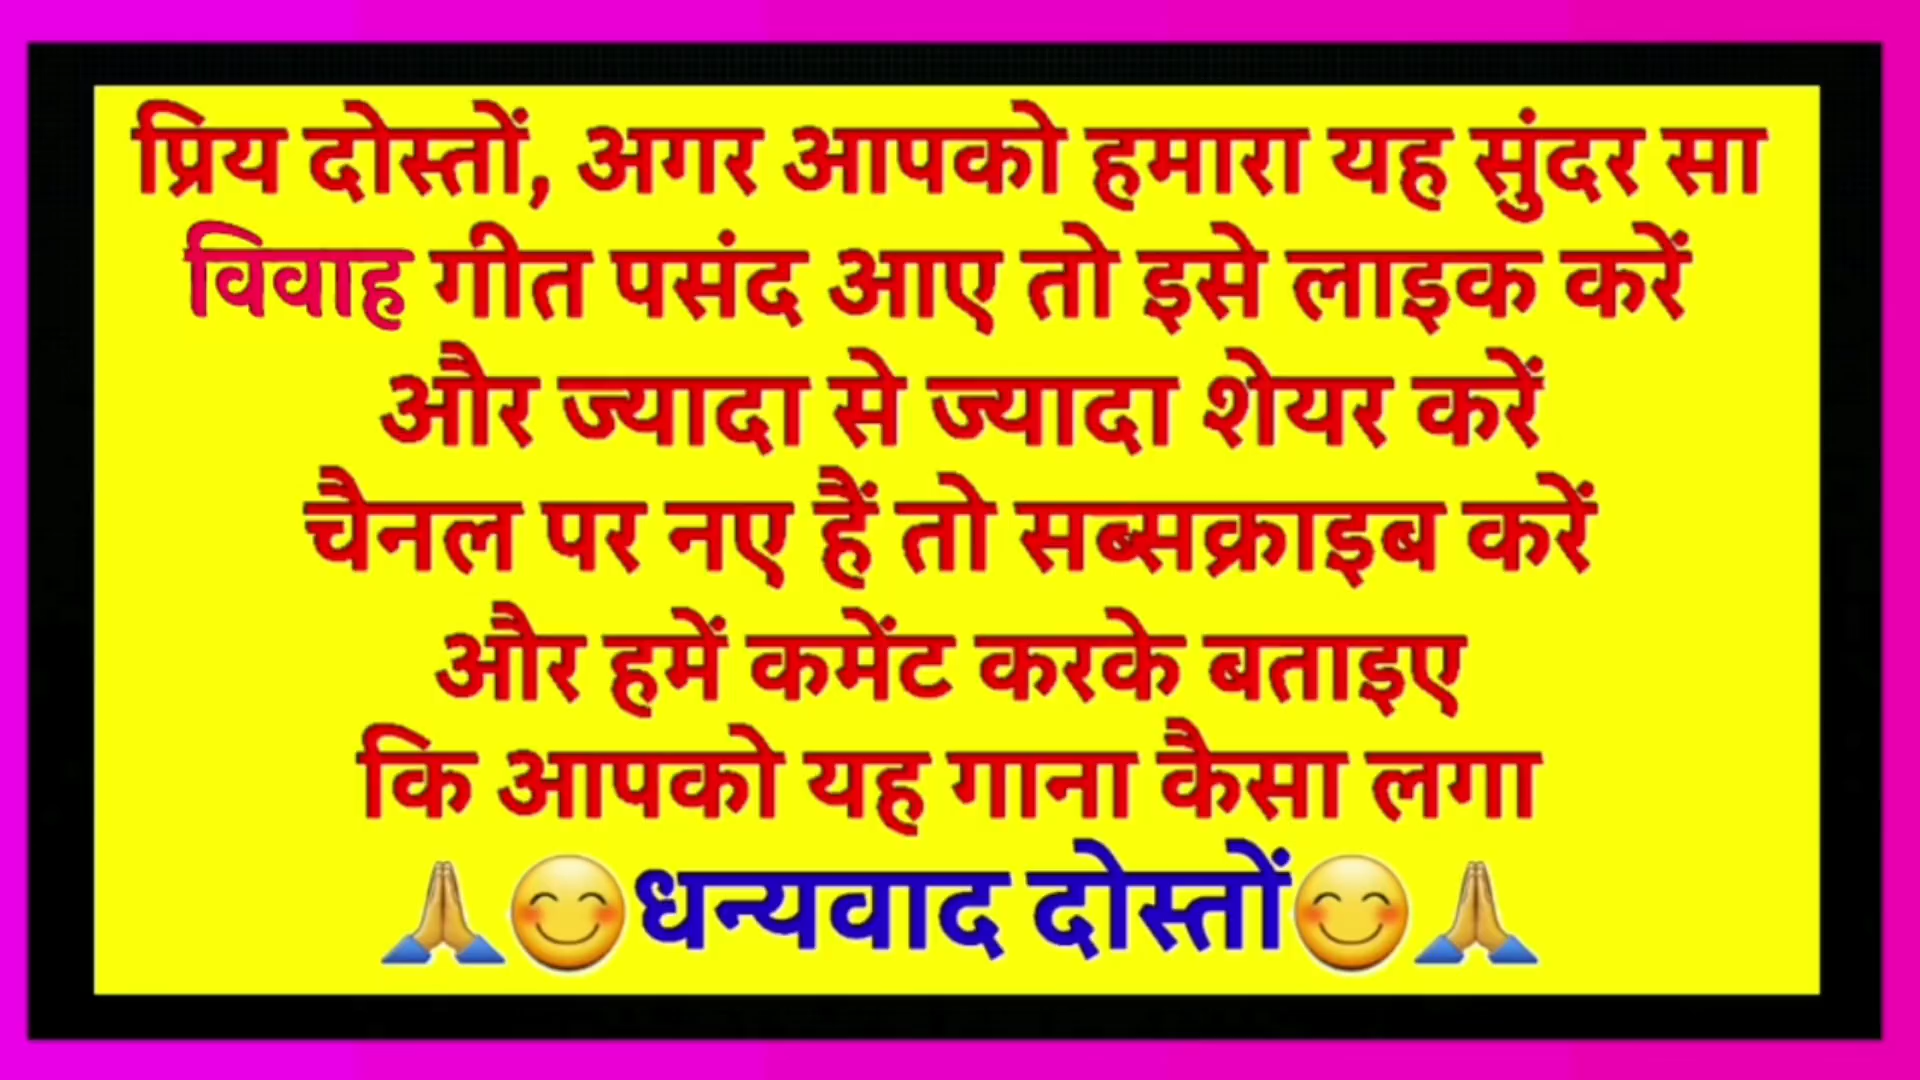 प्रिय दोस्तों, अगर आपको हमारा यह सुंदर सा
विवाह गीत पसंद आए तो इसे लाइक करें
और ज्यादा से ज्यादा शेयर करें
चैनल पर नए हैं तो सब्सक्राइब करें
और हमें कमेंट करके बताइए
कि आपको यह गाना कैसा लगा
🙏😊धन्यवाद दोस्तों😊🙏